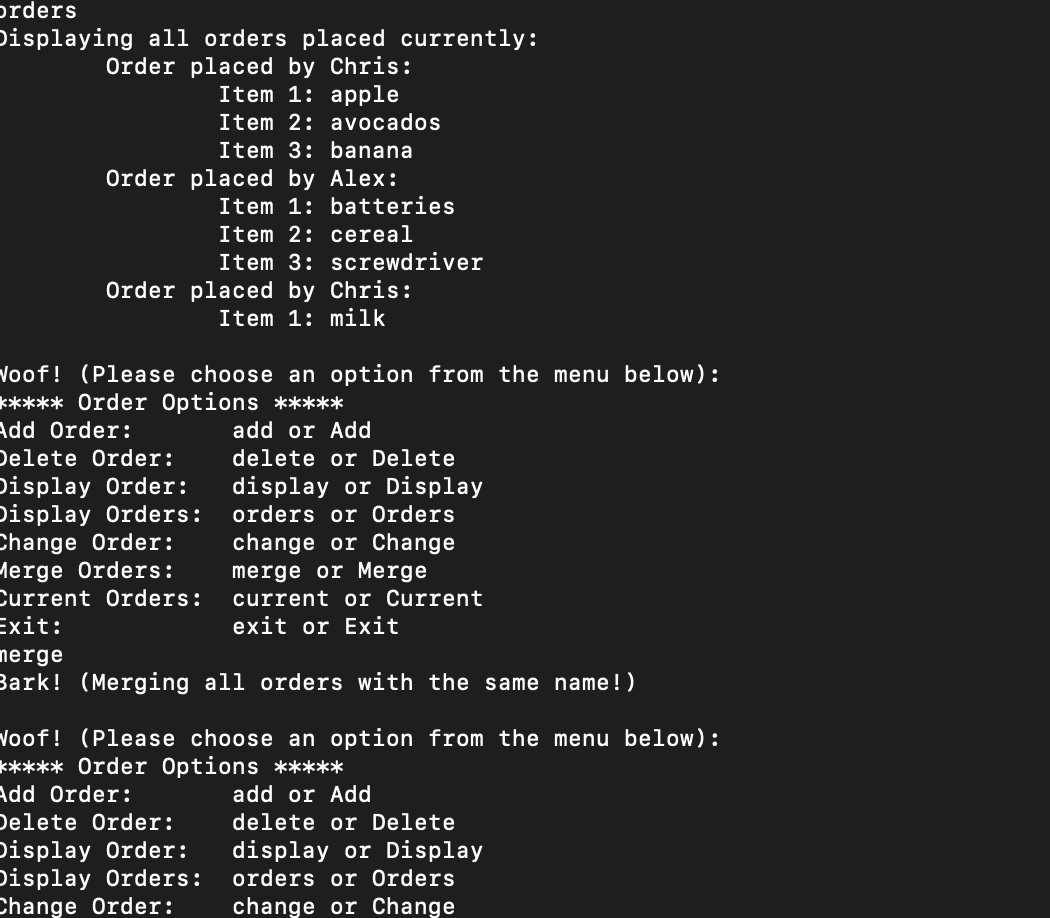 orders
Displaying all orders placed currently:
Order placed by Chris:
Item 1: apple
Item 2: avocados
Item 3: banana
Order placed by Alex:
Item 1: batteries
Item 2: cereal
Item 3: screwdriver
Order placed by Chris:
Item 1: milk
Woof! (Please choose an option from the menu below):
***** Order Options *****
Add Order: add or Add
Delete Order: delete or Delete
Display Order: display or Display
Display Orders: orders or Orders
Change Order: change or Change
Merge Orders: merge or Merge
Current Orders: current or Current
Exit: exit or Exit
merge
Bark! (Merging all orders with the same name!)
Woof! (Please choose an option from the menu below):
***** Order Options *****
Add Order: add or Add
Delete Order: delete or Delete
Display Order: display or Display
Display Orders: orders or Orders
Change Order: change or Change